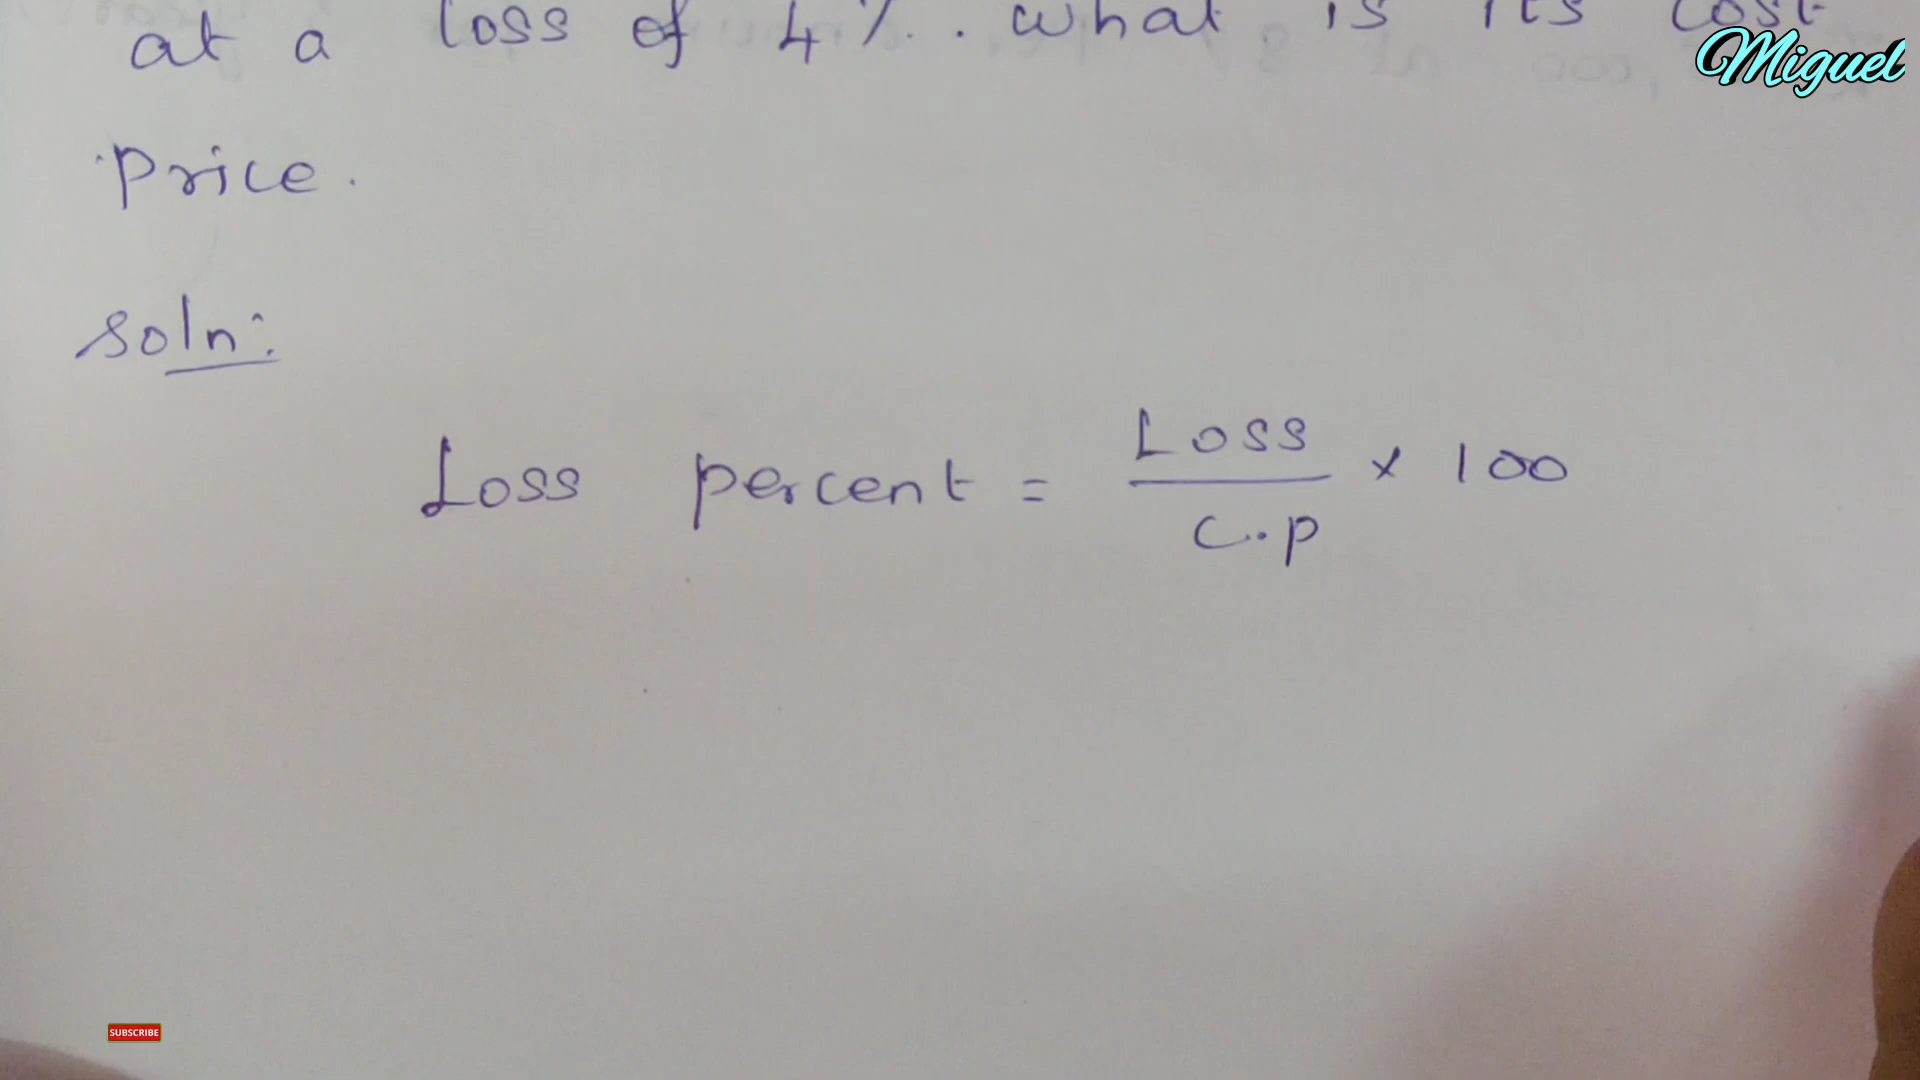 at a loss of 4%. what is its cost
Miguel
price.
soln:
Loss percent = Loss / C.p × 100
SUBSCRIBE